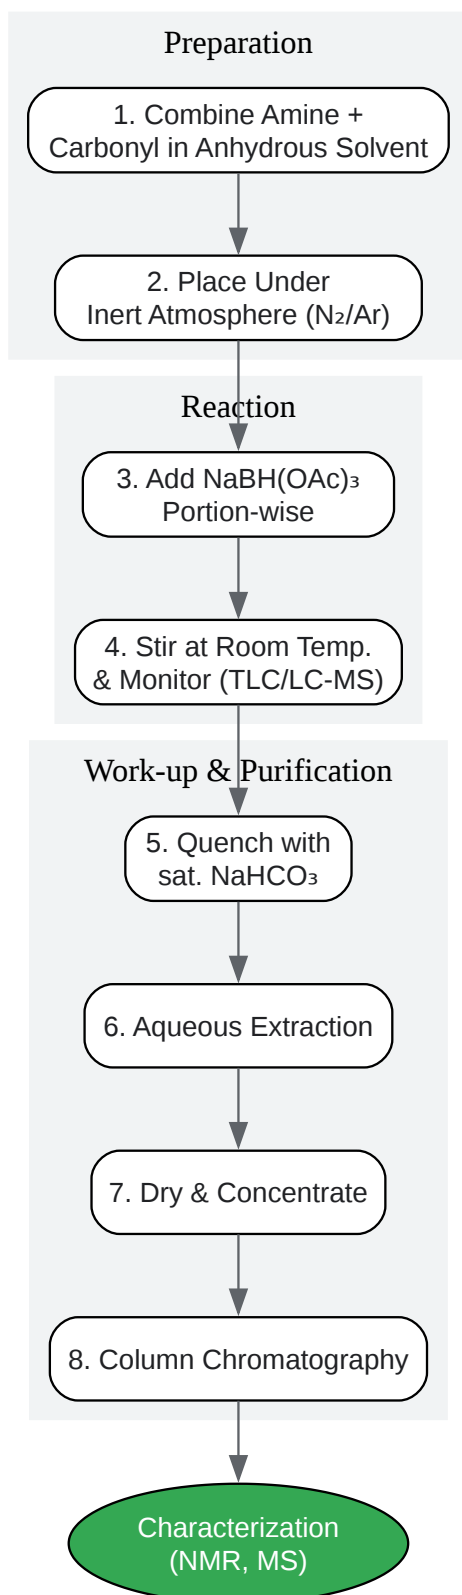 Preparation
1. Combine Amine +
Carbonyl in Anhydrous Solvent
2. Place Under
Inert Atmosphere (N₂/Ar)
Reaction
3. Add NaBH(OAc)₃
Portion-wise
4. Stir at Room Temp.
& Monitor (TLC/LC-MS)
Work-up & Purification
5. Quench with
sat. NaHCO₃
6. Aqueous Extraction
7. Dry & Concentrate
8. Column Chromatography
Characterization
(NMR, MS)